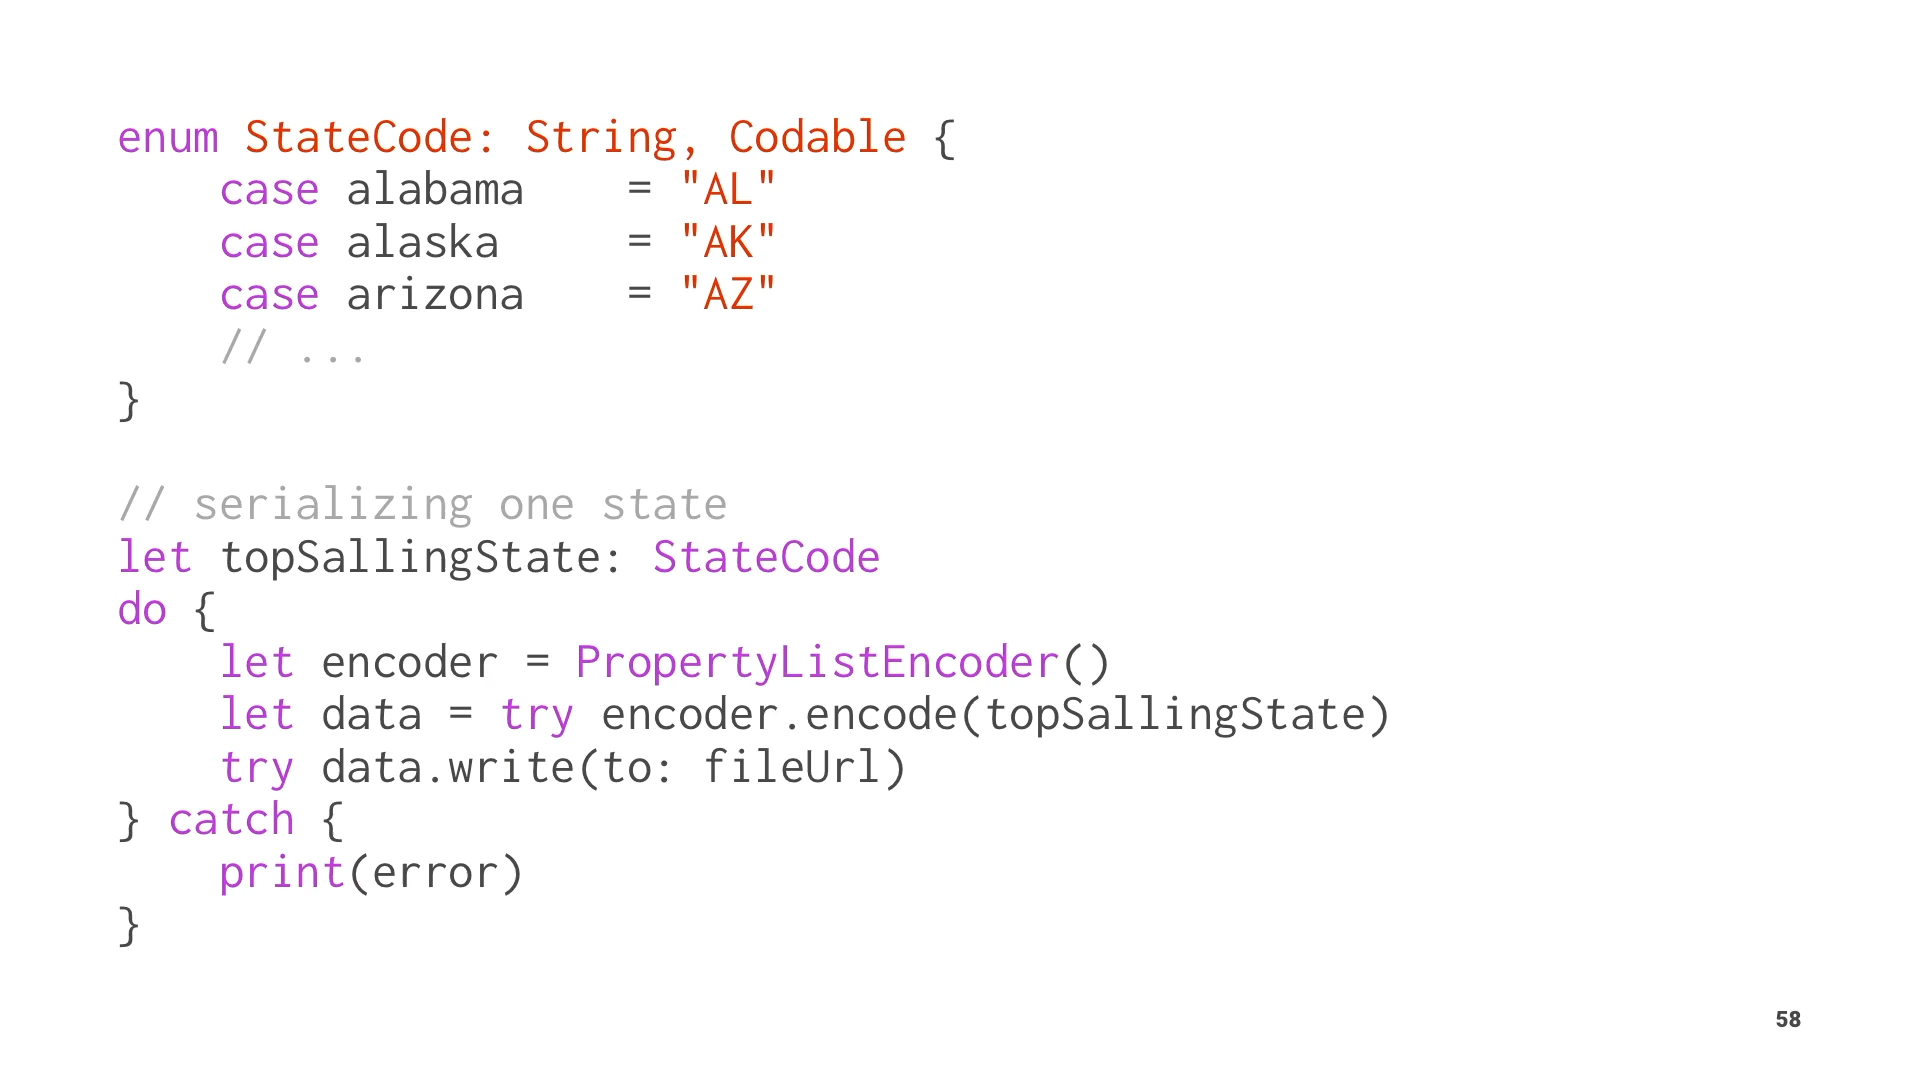 enum StateCode: String, Codable {
    case alabama    = "AL"
    case alaska     = "AK"
    case arizona    = "AZ"
    // ...
}
// serializing one state
let topSallingState: StateCode
do {
    let encoder = PropertyListEncoder()
    let data = try encoder.encode(topSallingState)
    try data.write(to: fileUrl)
} catch {
    print(error)
}
58